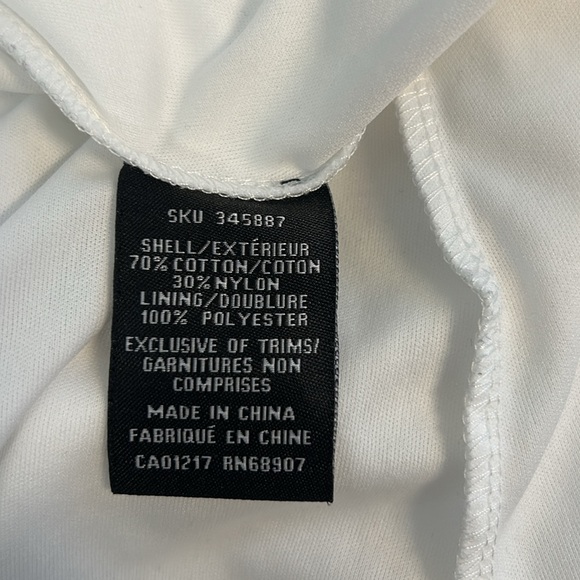 SKU 345887
SHELL/EXTÉRIEUR
70% COTTON/COTON
30% NYLON
LINING/DOUBLURE
100% POLYESTER
EXCLUSIVE OF TRIMS/
GARNITURES NON
COMPRISES
MADE IN CHINA
FABRIQUÉ EN CHINE
CA01217 RN68907